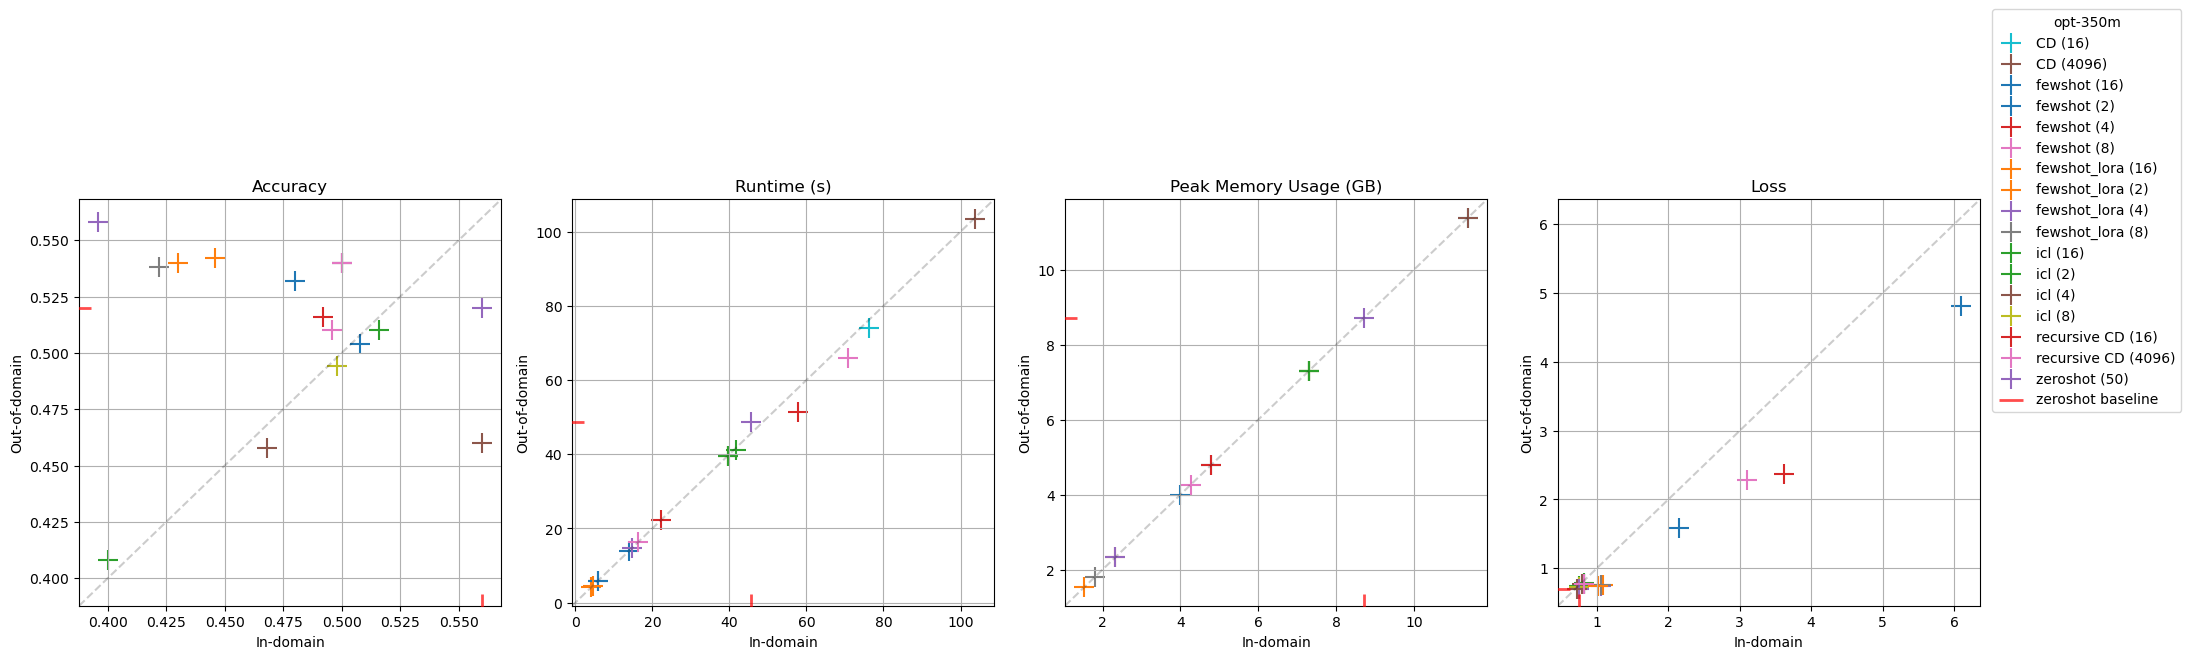 opt-350m
CD (16)
CD (4096)
fewshot (16)
fewshot (2)
fewshot (4)
fewshot (8)
fewshot_lora (16)
fewshot_lora (2)
fewshot_lora (4)
fewshot_lora (8)
icl (16)
icl (2)
icl (4)
icl (8)
recursive CD (16)
recursive CD (4096)
zeroshot (50)
zeroshot baseline
Accuracy
Out-of-domain
0.550
0.525
0.500
0.475
0.450
0.425
0.400
0.400 0.425 0.450 0.475 0.500 0.525 0.550
In-domain
Runtime (s)
Out-of-domain
100
80
60
40
20
0
0 20 40 60 80 100
In-domain
Peak Memory Usage (GB)
Out-of-domain
10
8
6
4
2
2 4 6 8 10
In-domain
Loss
Out-of-domain
6
5
4
3
2
1
1 2 3 4 5 6
In-domain